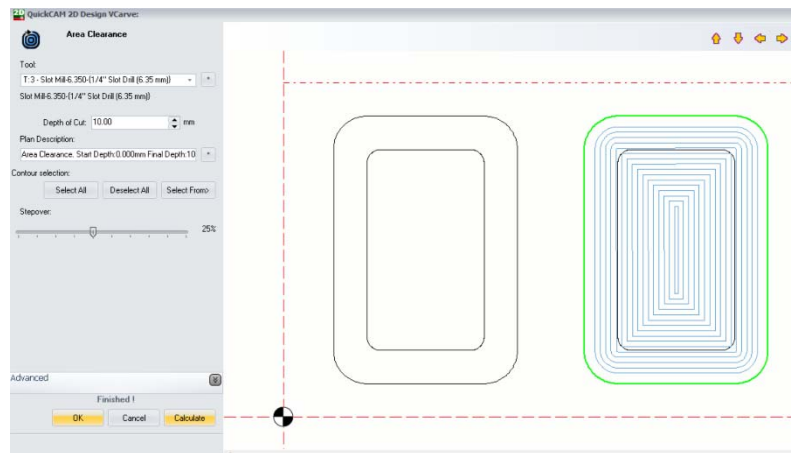 QuickCAM 2D Design VCarve:
Area Clearance
Tool:
T:3 - Slot Mill-6.350-(1/4" Slot Drill (6.35 mm))
Slot Mill-6.350-(1/4" Slot Drill (6.35 mm))
Depth of Cut: 10.00 mm
Plan Description:
Area Clearance. Start Depth:0.000mm Final Depth:10
Contour selection:
Select All Deselect All Select From>
Stepover:
25%
Advanced
Finished !
OK Cancel Calculate